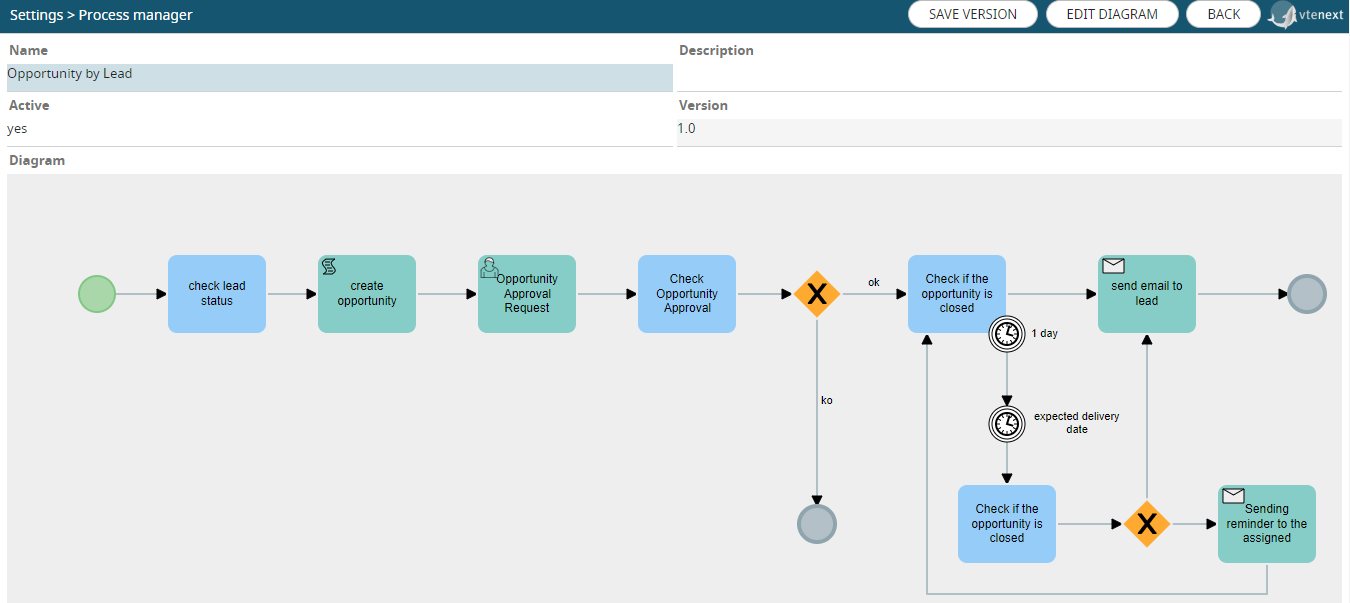 Settings > Process manager
SAVE VERSION
EDIT DIAGRAM
BACK
vtenext
Name
Description
Opportunity by Lead
Active
Version
yes
1.0
Diagram
check lead
status
create
opportunity
Opportunity
Approval
Request
Check
Opportunity
Approval
X
ok
Check if the
opportunity is
closed
send email to
lead
1 day
ko
expected delivery
date
Check if the
opportunity is
closed
X
Sending
reminder to the
assigned